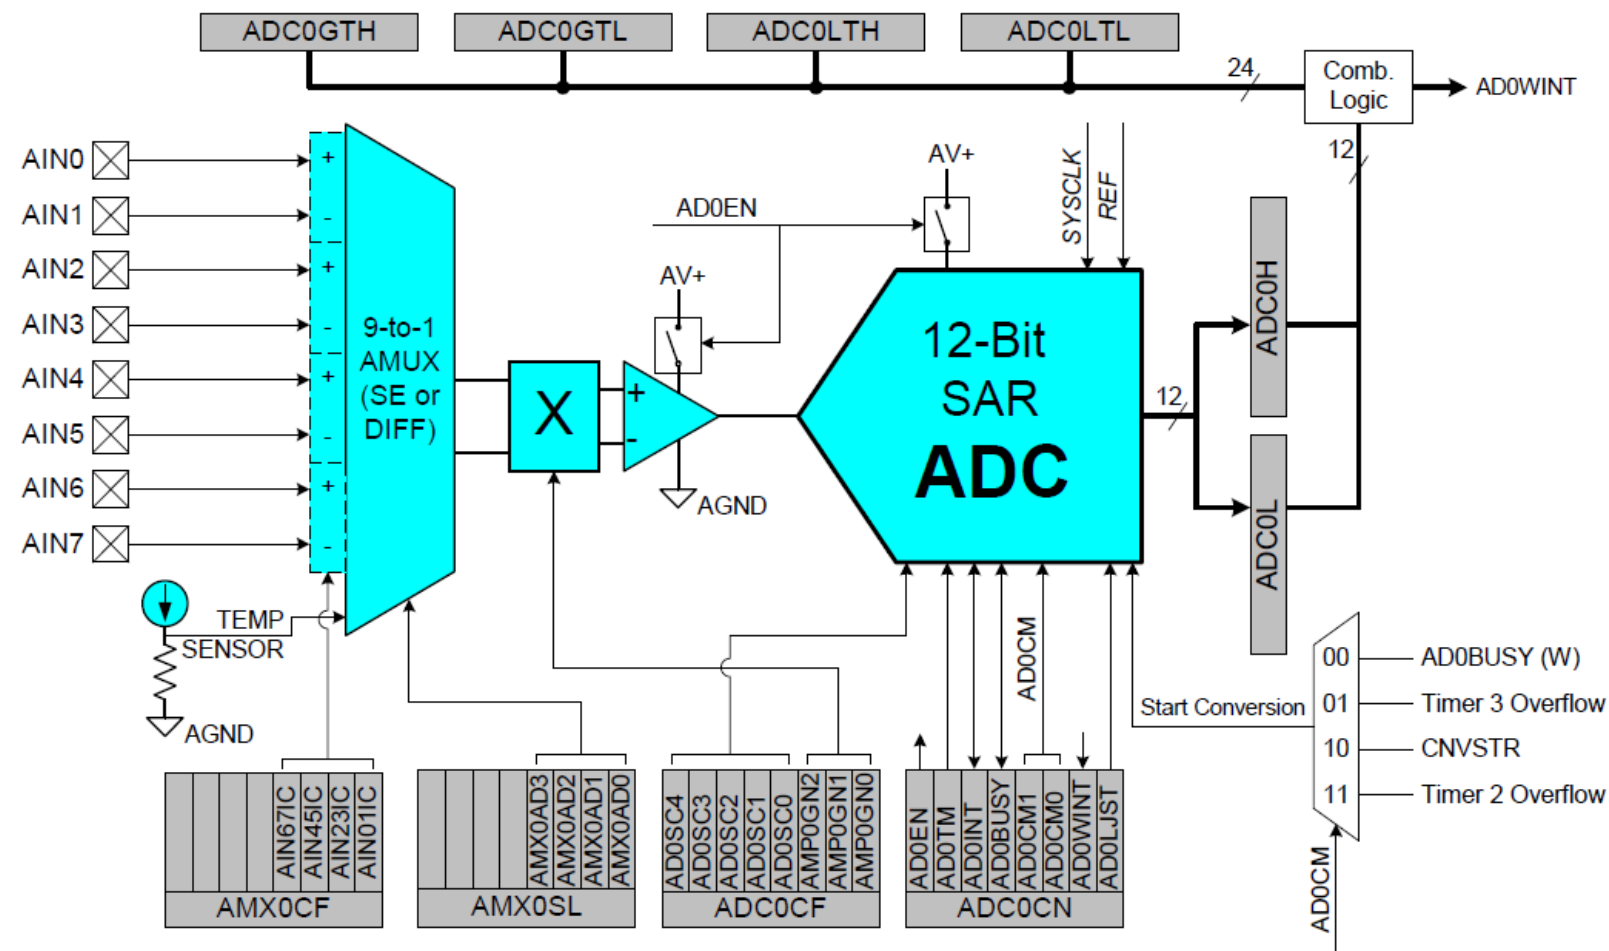 ADC0GTH
ADC0GTL
ADC0LTH
ADC0LTL
24
Comb.
Logic
AD0WINT
12
AIN0
AIN1
AIN2
AIN3
AIN4
AIN5
AIN6
AIN7
+
-
+
-
+
-
+
-
9-to-1
AMUX
(SE or
DIFF)
X
+
-
AV+
AGND
AD0EN
AV+
SYSCLK
REF
12-Bit
SAR
ADC
12
ADC0H
ADC0L
TEMP
SENSOR
AGND
AD0CM
Start Conversion
00
01
10
11
AD0BUSY (W)
Timer 3 Overflow
CNVSTR
Timer 2 Overflow
AD0CM
AIN67IC
AIN45IC
AIN23IC
AIN01IC
AMX0CF
AMX0AD3
AMX0AD2
AMX0AD1
AMX0AD0
AMX0SL
AD0SC4
AD0SC3
AD0SC2
AD0SC1
AD0SC0
AMP0GN2
AMP0GN1
AMP0GN0
ADC0CF
AD0EN
AD0TM
AD0INT
AD0BUSY
AD0CM1
AD0CM0
AD0WINT
AD0LJST
ADC0CN